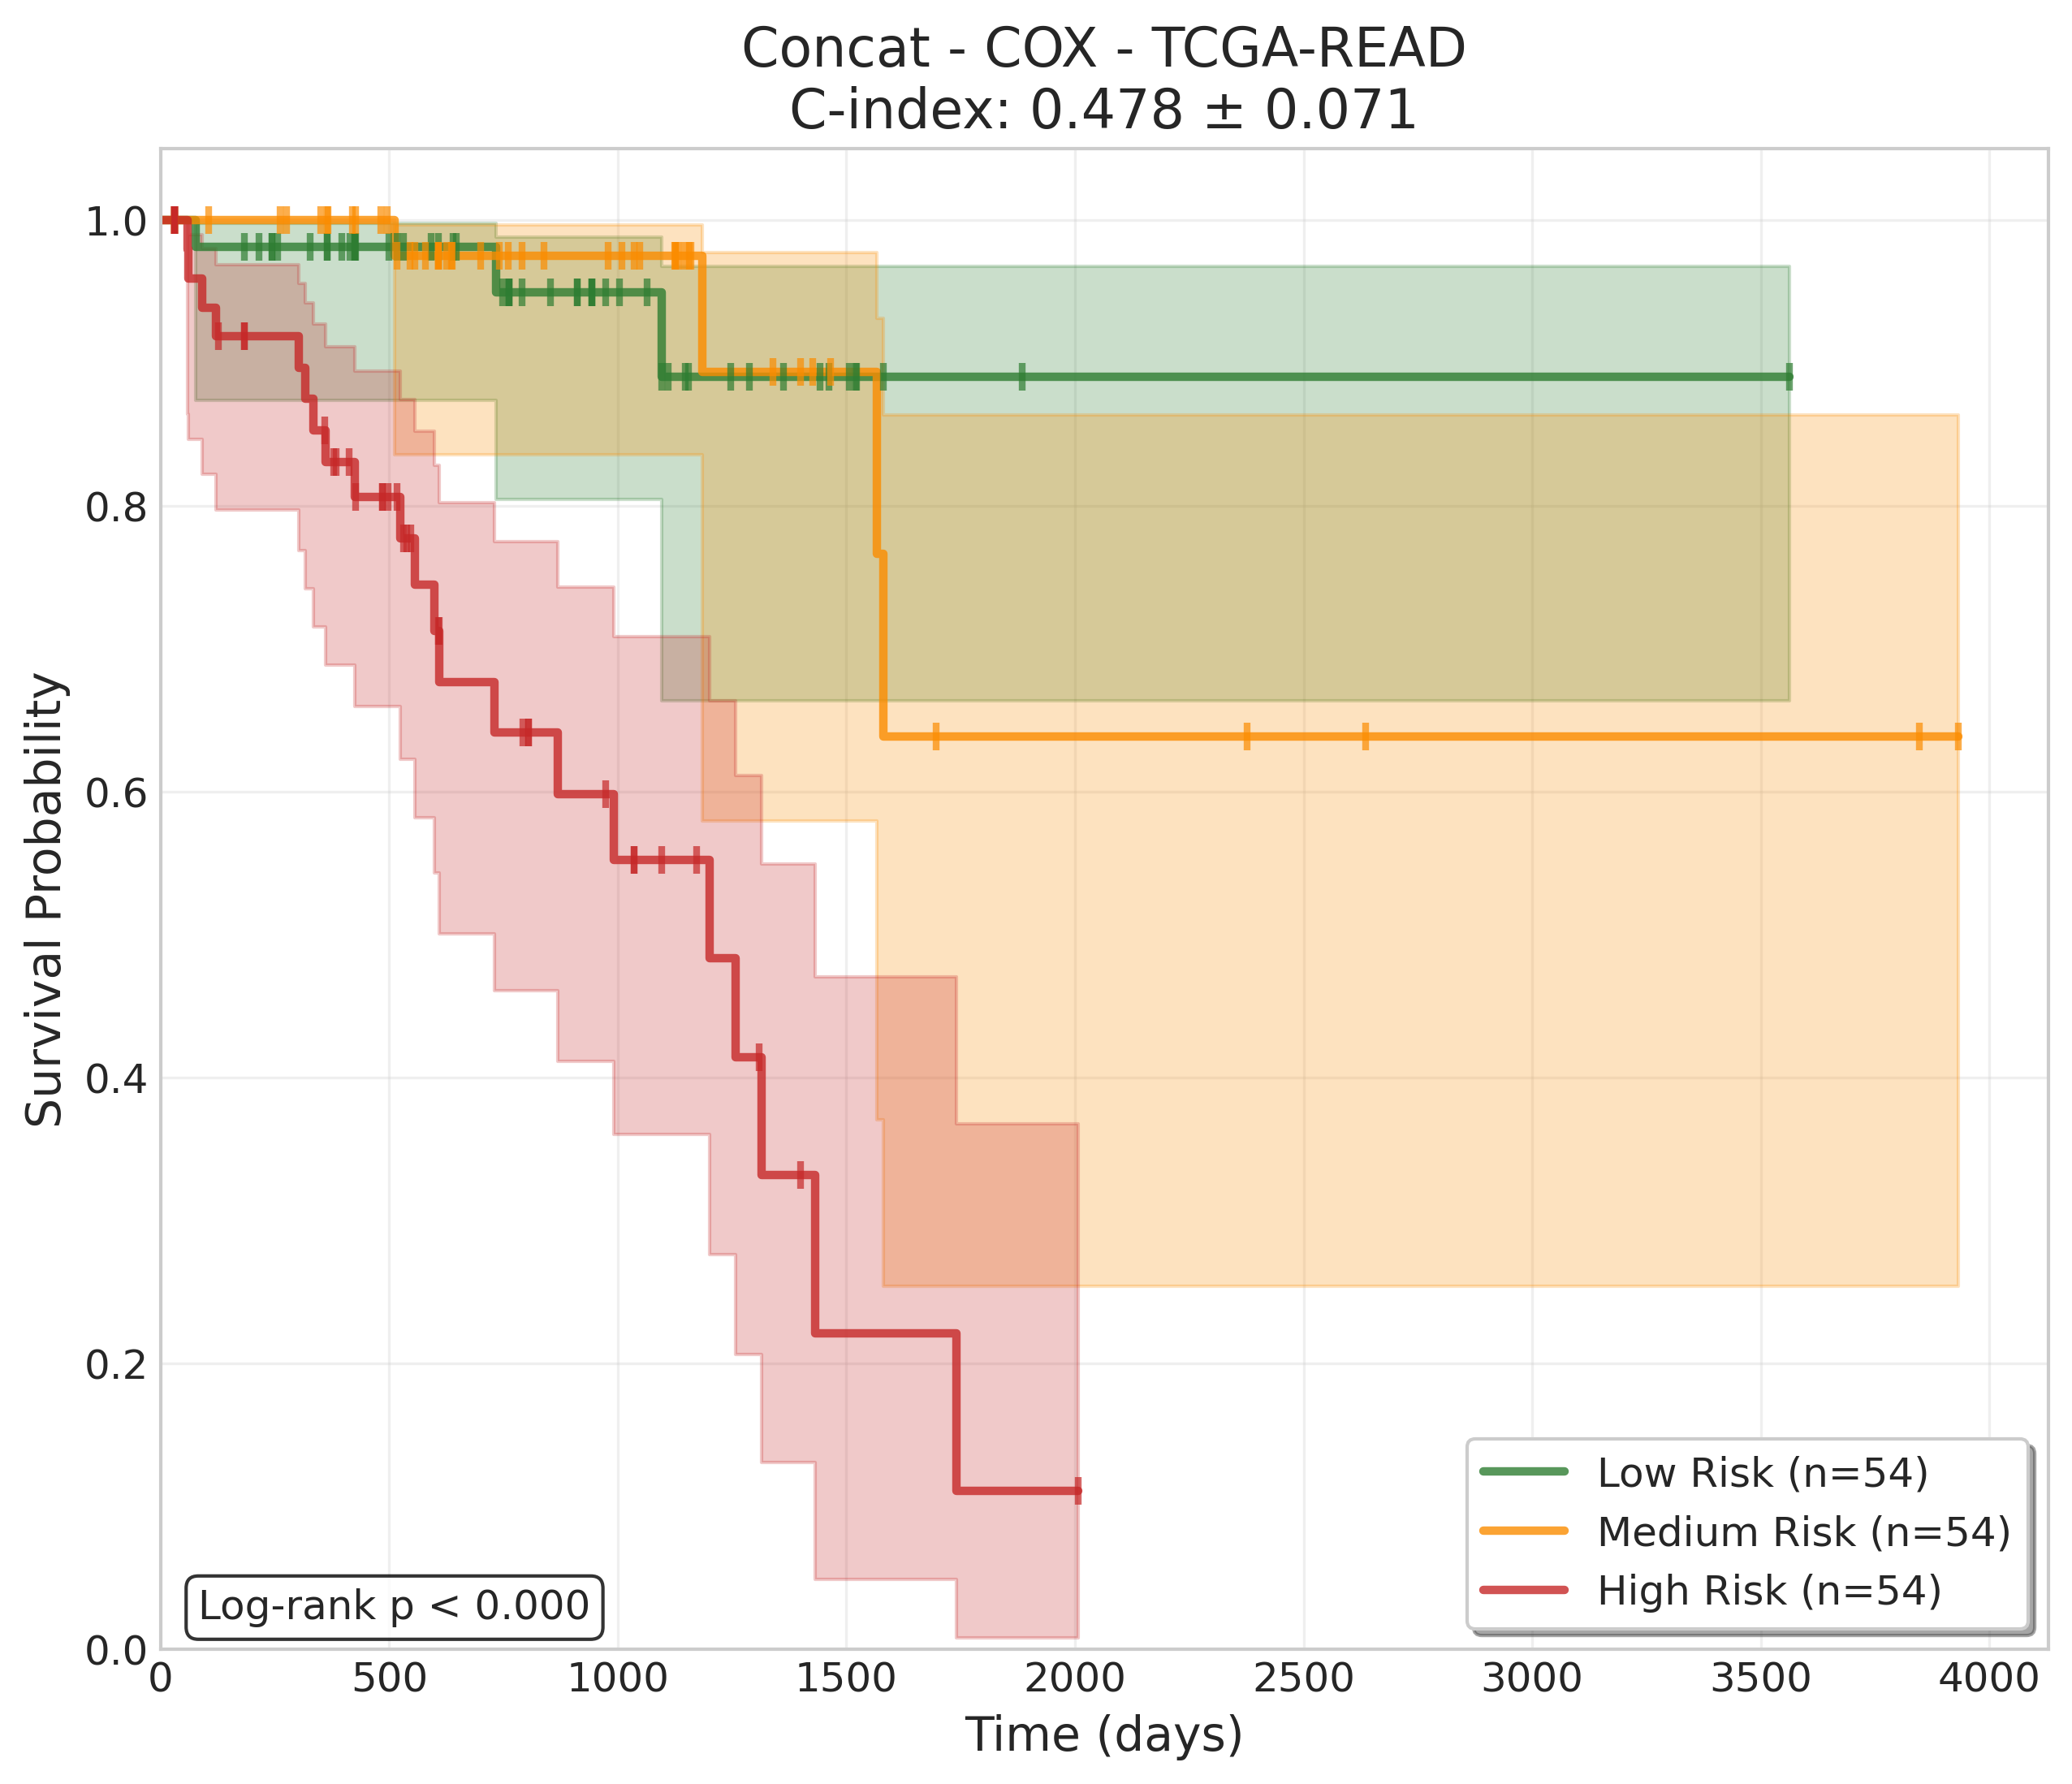 Concat - COX - TCGA-READ
C-index: 0.478 ± 0.071
Survival Probability
1.0
0.8
0.6
0.4
0.2
0.0
0 500 1000 1500 2000 2500 3000 3500 4000
Time (days)
Log-rank p < 0.000
Low Risk (n=54)
Medium Risk (n=54)
High Risk (n=54)